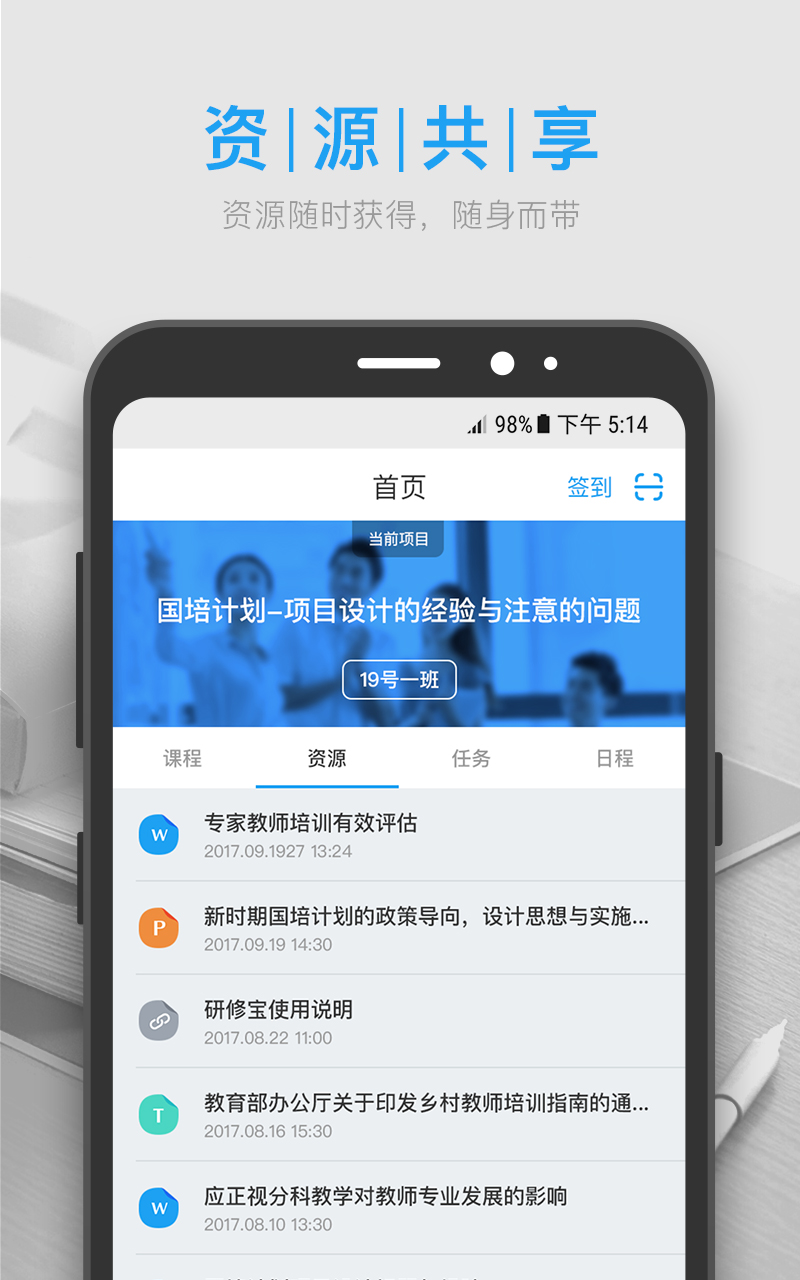 资|源|共|享
资源随时获得，随身而带
98% 下午 5:14
首页 签到
当前项目
国培计划–项目设计的经验与注意的问题
19号一班
课程 资源 任务 日程
W 专家教师培训有效评估
2017.09.1927 13:24
P 新时期国培计划的政策导向，设计思想与实施...
2017.09.19 14:30
研修宝使用说明
2017.08.22 11:00
T 教育部办公厅关于印发乡村教师培训指南的通...
2017.08.16 15:30
W 应正视分科教学对教师专业发展的影响
2017.08.10 13:30